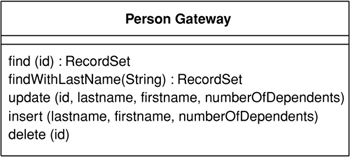 Person Gateway
find (id) : RecordSet
findWithLastName(String) : RecordSet
update (id, lastname, firstname, numberOfDependents)
insert (lastname, firstname, numberOfDependents)
delete (id)